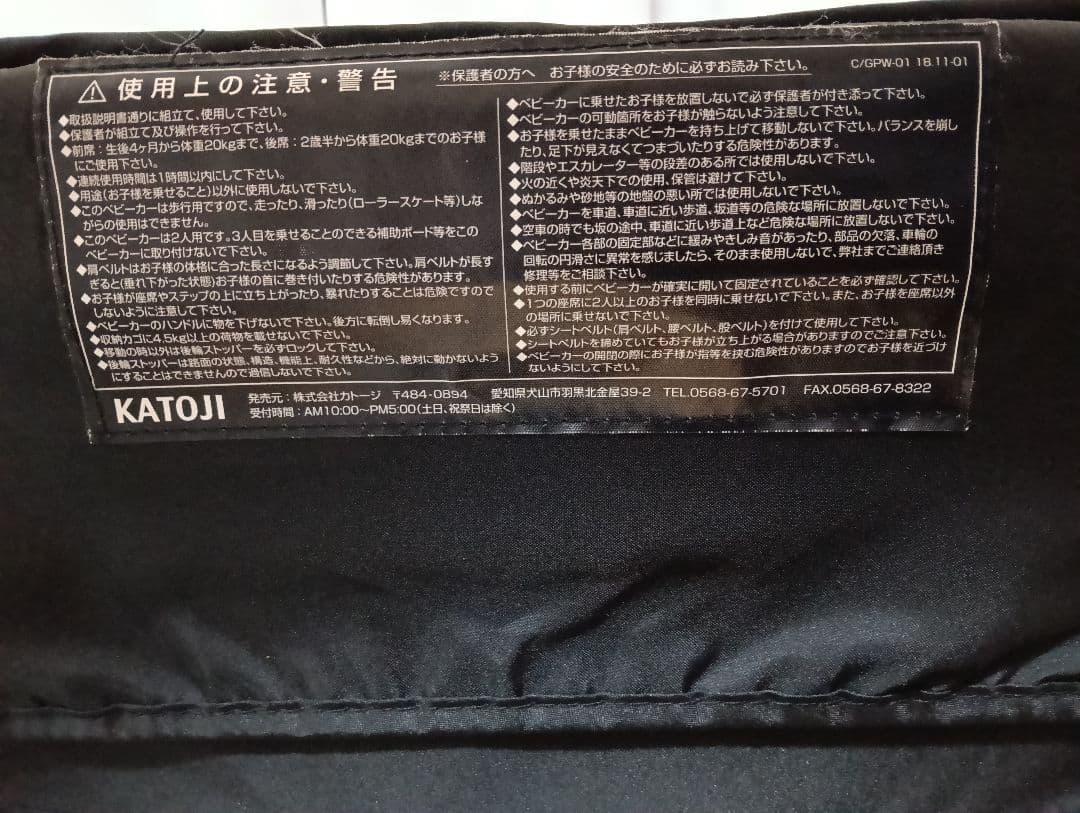 ⚠使用上の注意・警告 ※保護者の方へ お子様の安全のために必ずお読み下さい。 C/GPW-01 18.11-01
◆取扱説明書通りに組立て、使用して下さい。
◆保護者が組立て及び操作を行って下さい。
◆前席：生後4ヶ月から体重20kgまで、後席：2歳半から体重20kgまでのお子様
にご使用下さい。
◆連続使用時間は1時間以内にして下さい。
◆用途(お子様を乗せること)以外に使用しないで下さい。
◆このベビーカーは歩行用ですので、走ったり、滑ったり(ローラースケート等)しな
がらの使用はできません。
◆このベビーカーは2人用です。3人目を乗せることのできる補助ボード等をこの
ベビーカーに取り付けないで下さい。
◆肩ベルトはお子様の体格に合った長さになるよう調節して下さい。肩ベルトが長す
ぎると(垂れ下がった状態)お子様の首に巻き付いたりする危険性があります。
◆お子様が座席やステップの上に立ち上がったり、暴れたりすることは危険ですので
しないように注意して下さい。
◆ベビーカーのハンドルに物を下げないで下さい。後方に転倒し易くなります。
◆収納カゴに4.5kg以上の荷物を載せないで下さい。
◆移動の時以外は後輪ストッパーを必ずロックして下さい。
◆後輪ストッパーは路面の状態、構造、機能上、耐久性などから、絶対に動かないよう
にすることはできませんので過信しないで下さい。
◆ベビーカーに乗せたお子様を放置しないで必ず保護者が付き添って下さい。
◆ベビーカーの可動箇所をお子様が触らないよう注意して下さい。
◆お子様を乗せたままベビーカーを持ち上げて移動しないで下さい。バランスを崩し
たり、足下が見えなくてつまづいたりする危険性があります。
◆階段やエスカレーター等の段差のある所では使用しないで下さい。
◆火の近くや炎天下での使用、保管は避けて下さい。
◆ぬかるみや砂地等の地盤の悪い所では使用しないで下さい。
◆ベビーカーを車道、車道に近い歩道、坂道等の危険な場所に放置しないで下さい。
◆空車の時でも坂の途中、車道に近い歩道上など危険な場所に放置しないで下さい。
◆ベビーカー各部の固定部などに緩みやきしみ音があったり、部品の欠落、車輪の
回転の円滑さに異常を感じましたら、そのまま使用しないで、弊社までご連絡頂き
修理等をご相談下さい。
◆使用する前にベビーカーが確実に開いて固定されていることを必ず確認して下さい。
◆1つの座席に2人以上のお子様を同時に乗せないで下さい。また、お子様を座席以外
の場所に乗せないで下さい。
◆必ずシートベルト(肩ベルト、腰ベルト、股ベルト)を付けて使用して下さい。
◆シートベルトを締めていてもお子様が立ち上がる場合がありますのでご注意下さい。
◆ベビーカーの開閉の際にお子様が指等を挟む危険性がありますのでお子様を近づけ
ないようにして下さい。
KATOJI 発売元：株式会社カトージ 〒484-0894 愛知県犬山市羽黒北金屋39-2 TEL.0568-67-5701 FAX.0568-67-8322
受付時間：AM10:00～PM5:00(土日、祝祭日は除く)